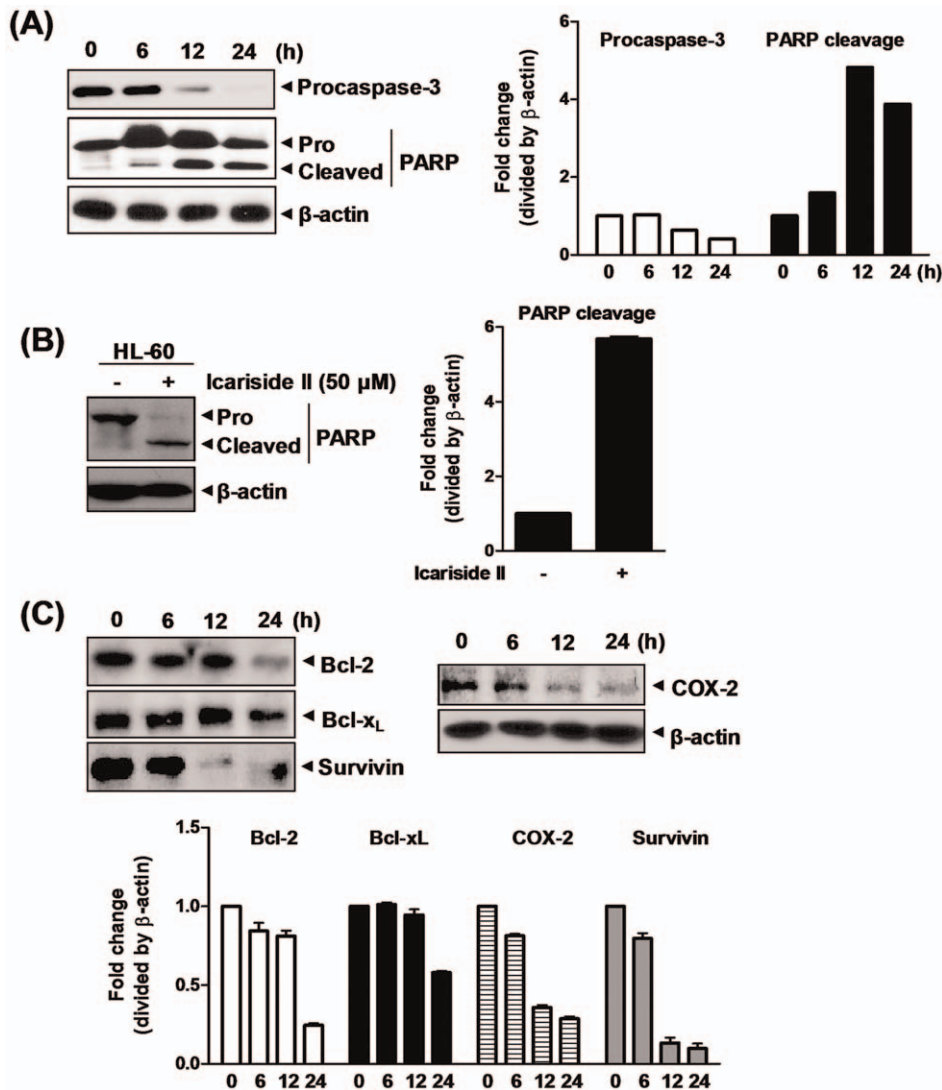 (A)
0 6 12 24 (h)
Procaspase-3
Pro
Cleaved
PARP
β-actin
Procaspase-3 PARP cleavage
Fold change
(divided by β-actin)
6
4
2
0
0 6 12 24 0 6 12 24 (h)
(B)
HL-60
- + Icariside II (50 μM)
Pro
Cleaved
PARP
β-actin
PARP cleavage
Fold change
(divided by β-actin)
6
4
2
0
Icariside II - +
(C)
0 6 12 24 (h)
Bcl-2
Bcl-xL
Survivin
0 6 12 24 (h)
COX-2
β-actin
Bcl-2 Bcl-xL COX-2 Survivin
Fold change
(divided by β-actin)
1.5
1.0
0.5
0.0
0 6 12 24 0 6 12 24 0 6 12 24 0 6 12 24